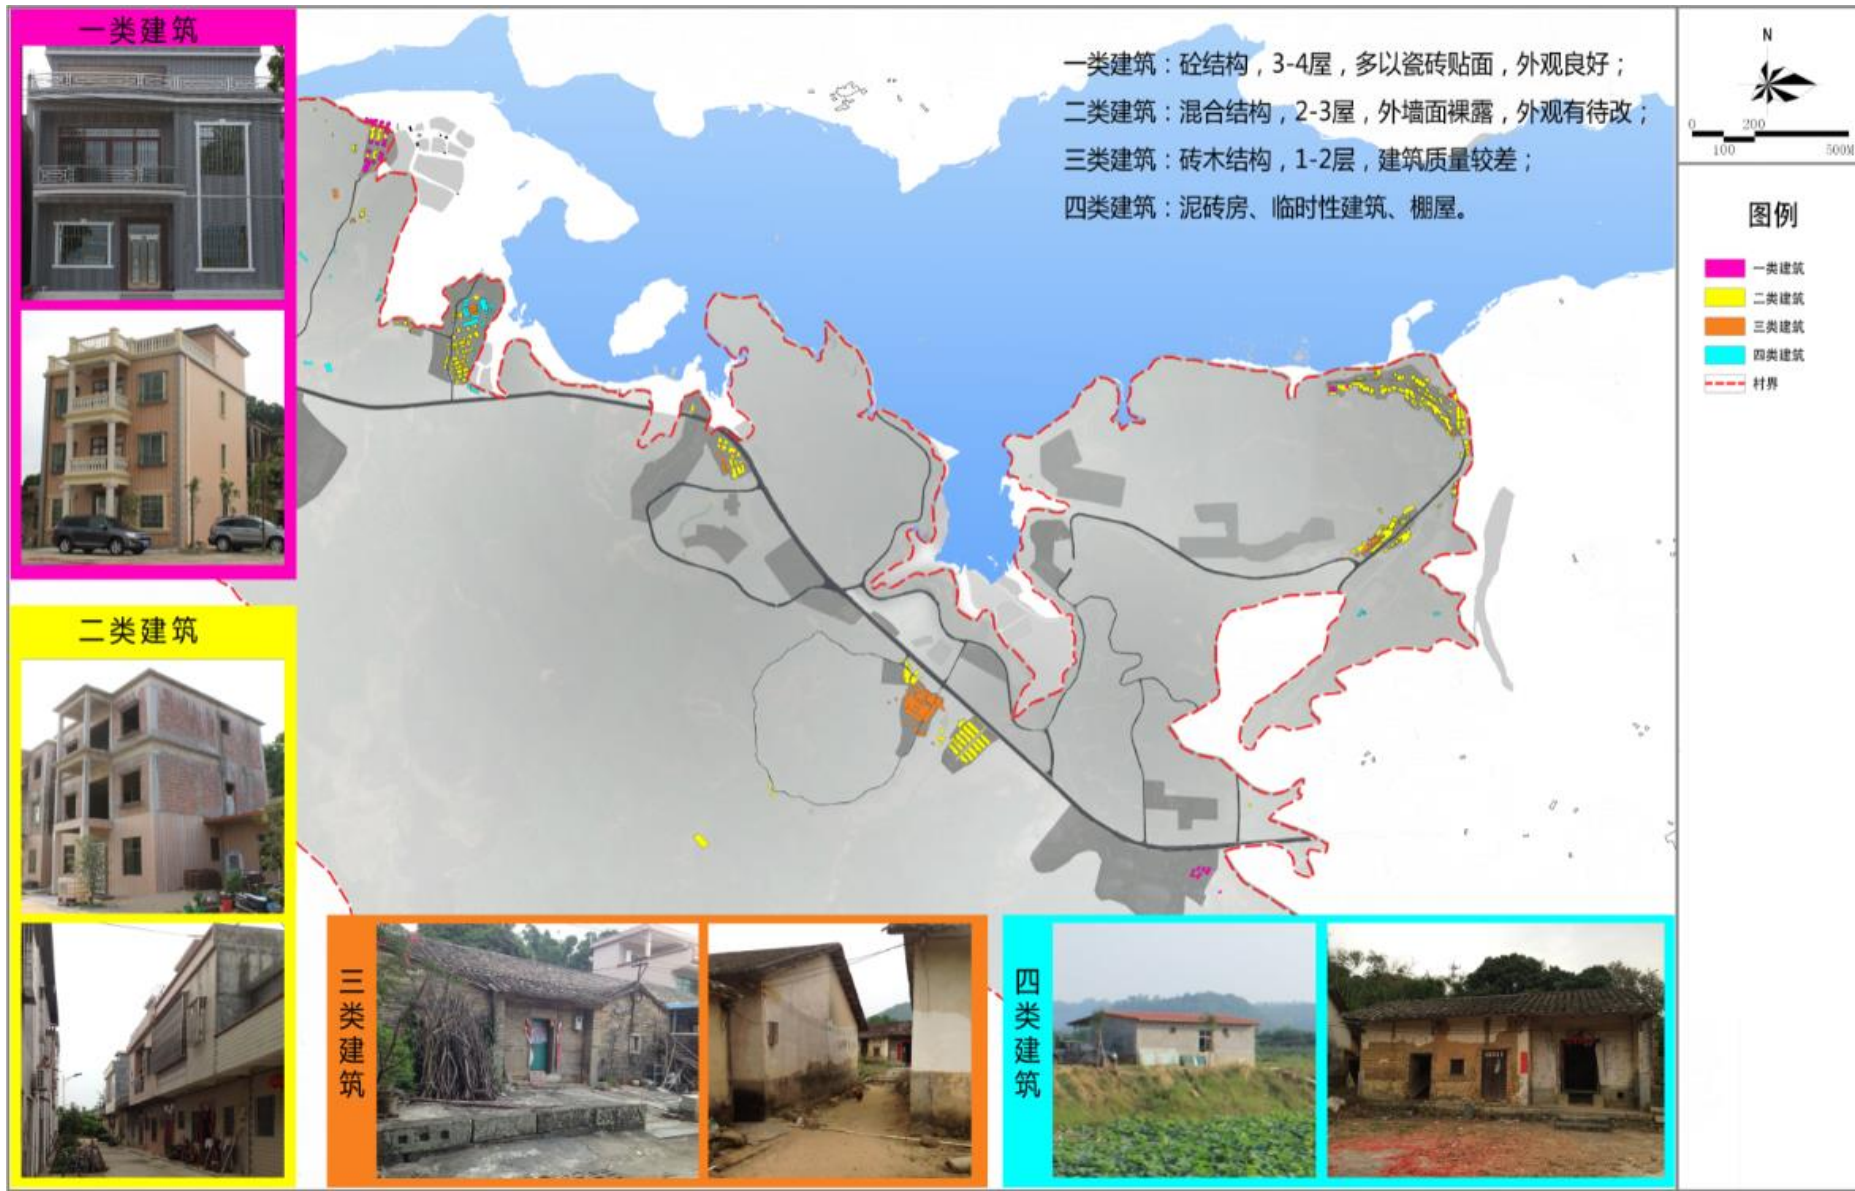 一类建筑
一类建筑：砼结构，3-4屋，多以瓷砖贴面，外观良好；
二类建筑：混合结构，2-3屋，外墙面裸露，外观有待改；
三类建筑：砖木结构，1-2层，建筑质量较差；
四类建筑：泥砖房、临时性建筑、棚屋。
N
0
200
100
500M
图例
一类建筑
二类建筑
三类建筑
四类建筑
村界
二类建筑
三类建筑
四类建筑